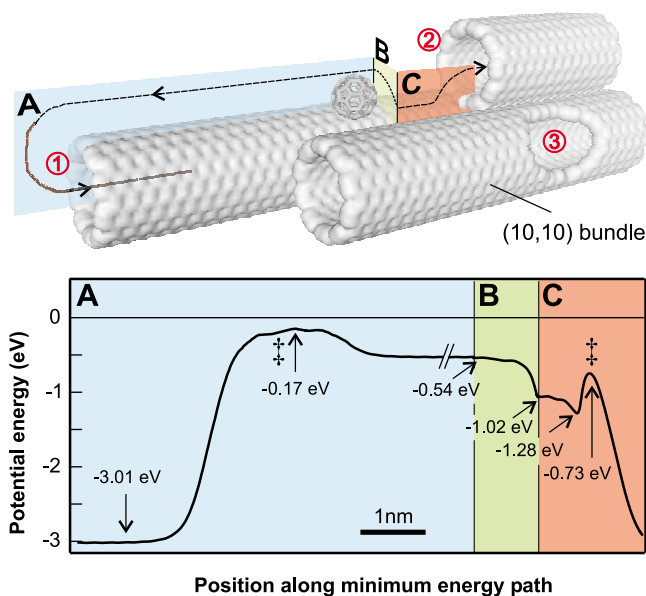 B
②
C
A
①
③
(10,10) bundle
A
B
C
0
‡
‡
-0.17 eV
-0.54 eV
-1
-1.02 eV
-1.28 eV
-0.73 eV
-3.01 eV
-2
1nm
-3
Potential energy (eV)
Position along minimum energy path